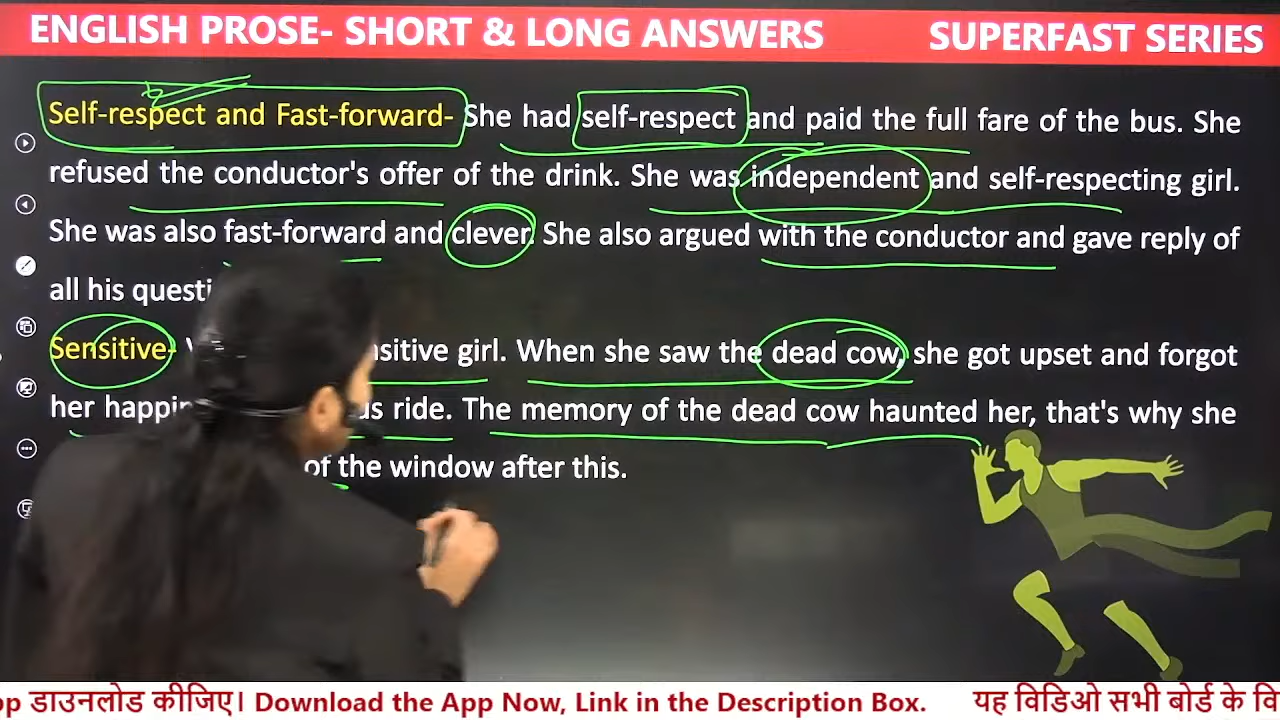 ENGLISH PROSE- SHORT & LONG ANSWERS
SUPERFAST SERIES
Self-respect and Fast-forward- She had self-respect and paid the full fare of the bus. She
refused the conductor's offer of the drink. She was independent and self-respecting girl.
She was also fast-forward and clever. She also argued with the conductor and gave reply of
all his questi
Sensitive- nsitive girl. When she saw the dead cow, she got upset and forgot
her happin us ride. The memory of the dead cow haunted her, that's why she
of the window after this.
op डाउनलोड कीजिए। Download the App Now, Link in the Description Box. यह विडिओ सभी बोर्ड के वि